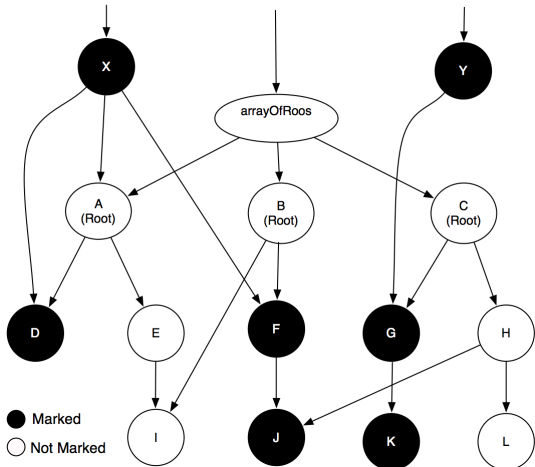 X
Y
arrayOfRoos
A
(Root)
B
(Root)
C
(Root)
D
E
F
G
H
Marked
Not Marked
I
J
K
L